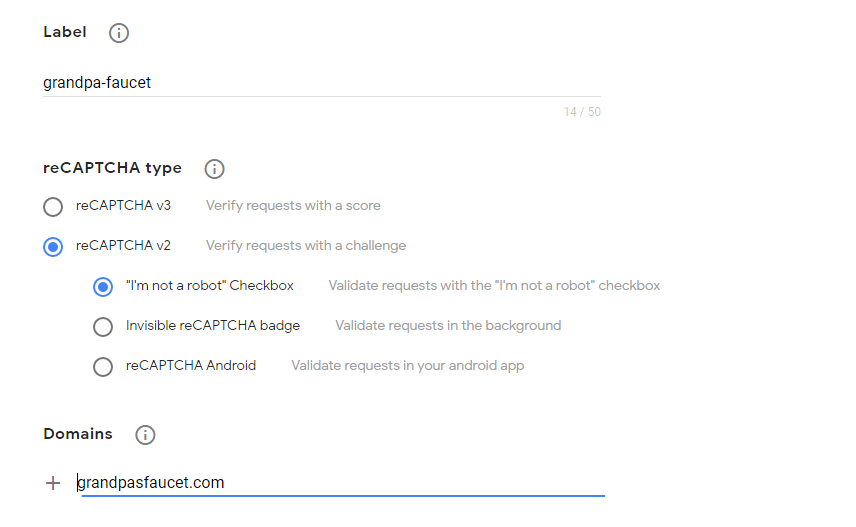 Label
grandpa-faucet
14 / 50
reCAPTCHA type
reCAPTCHA v3 Verify requests with a score
reCAPTCHA v2 Verify requests with a challenge
"I'm not a robot" Checkbox Validate requests with the "I'm not a robot" checkbox
Invisible reCAPTCHA badge Validate requests in the background
reCAPTCHA Android Validate requests in your android app
Domains
grandpasfaucet.com